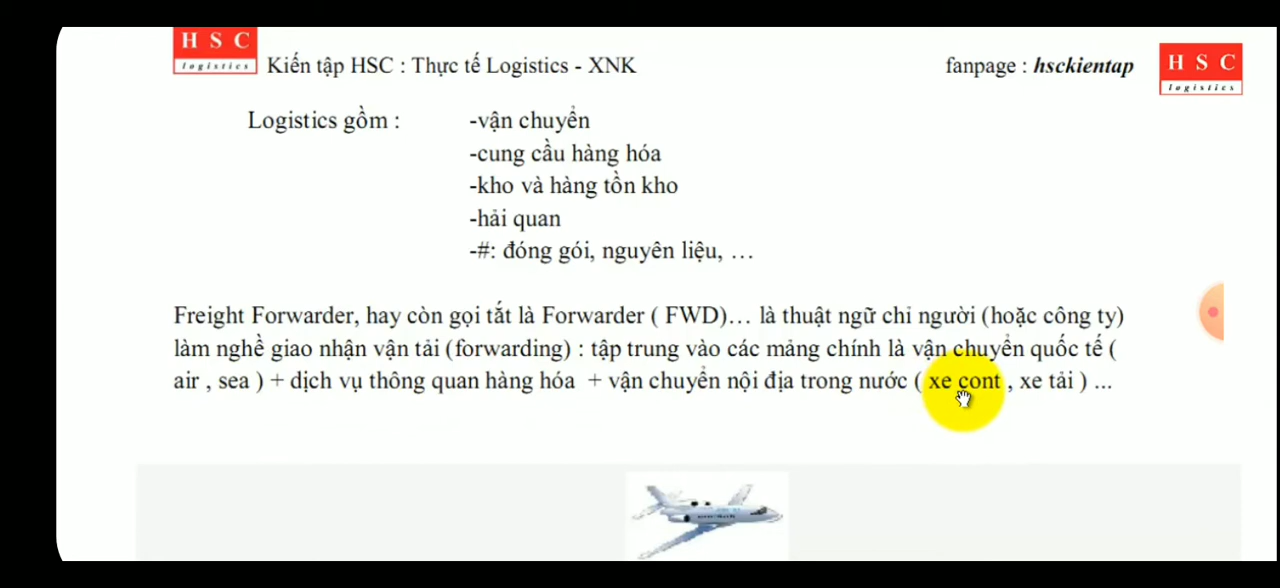 H S C
logistics
Kiến tập HSC : Thực tế Logistics - XNK
fanpage : hsckientap
H S C
logistics
Logistics gồm :
-vận chuyển
-cung cầu hàng hóa
-kho và hàng tồn kho
-hải quan
-#: đóng gói, nguyên liệu, …
Freight Forwarder, hay còn gọi tắt là Forwarder ( FWD)… là thuật ngữ chỉ người (hoặc công ty)
làm nghề giao nhận vận tải (forwarding) : tập trung vào các mảng chính là vận chuyển quốc tế (
air , sea ) + dịch vụ thông quan hàng hóa + vận chuyển nội địa trong nước ( xe cont , xe tải ) ...